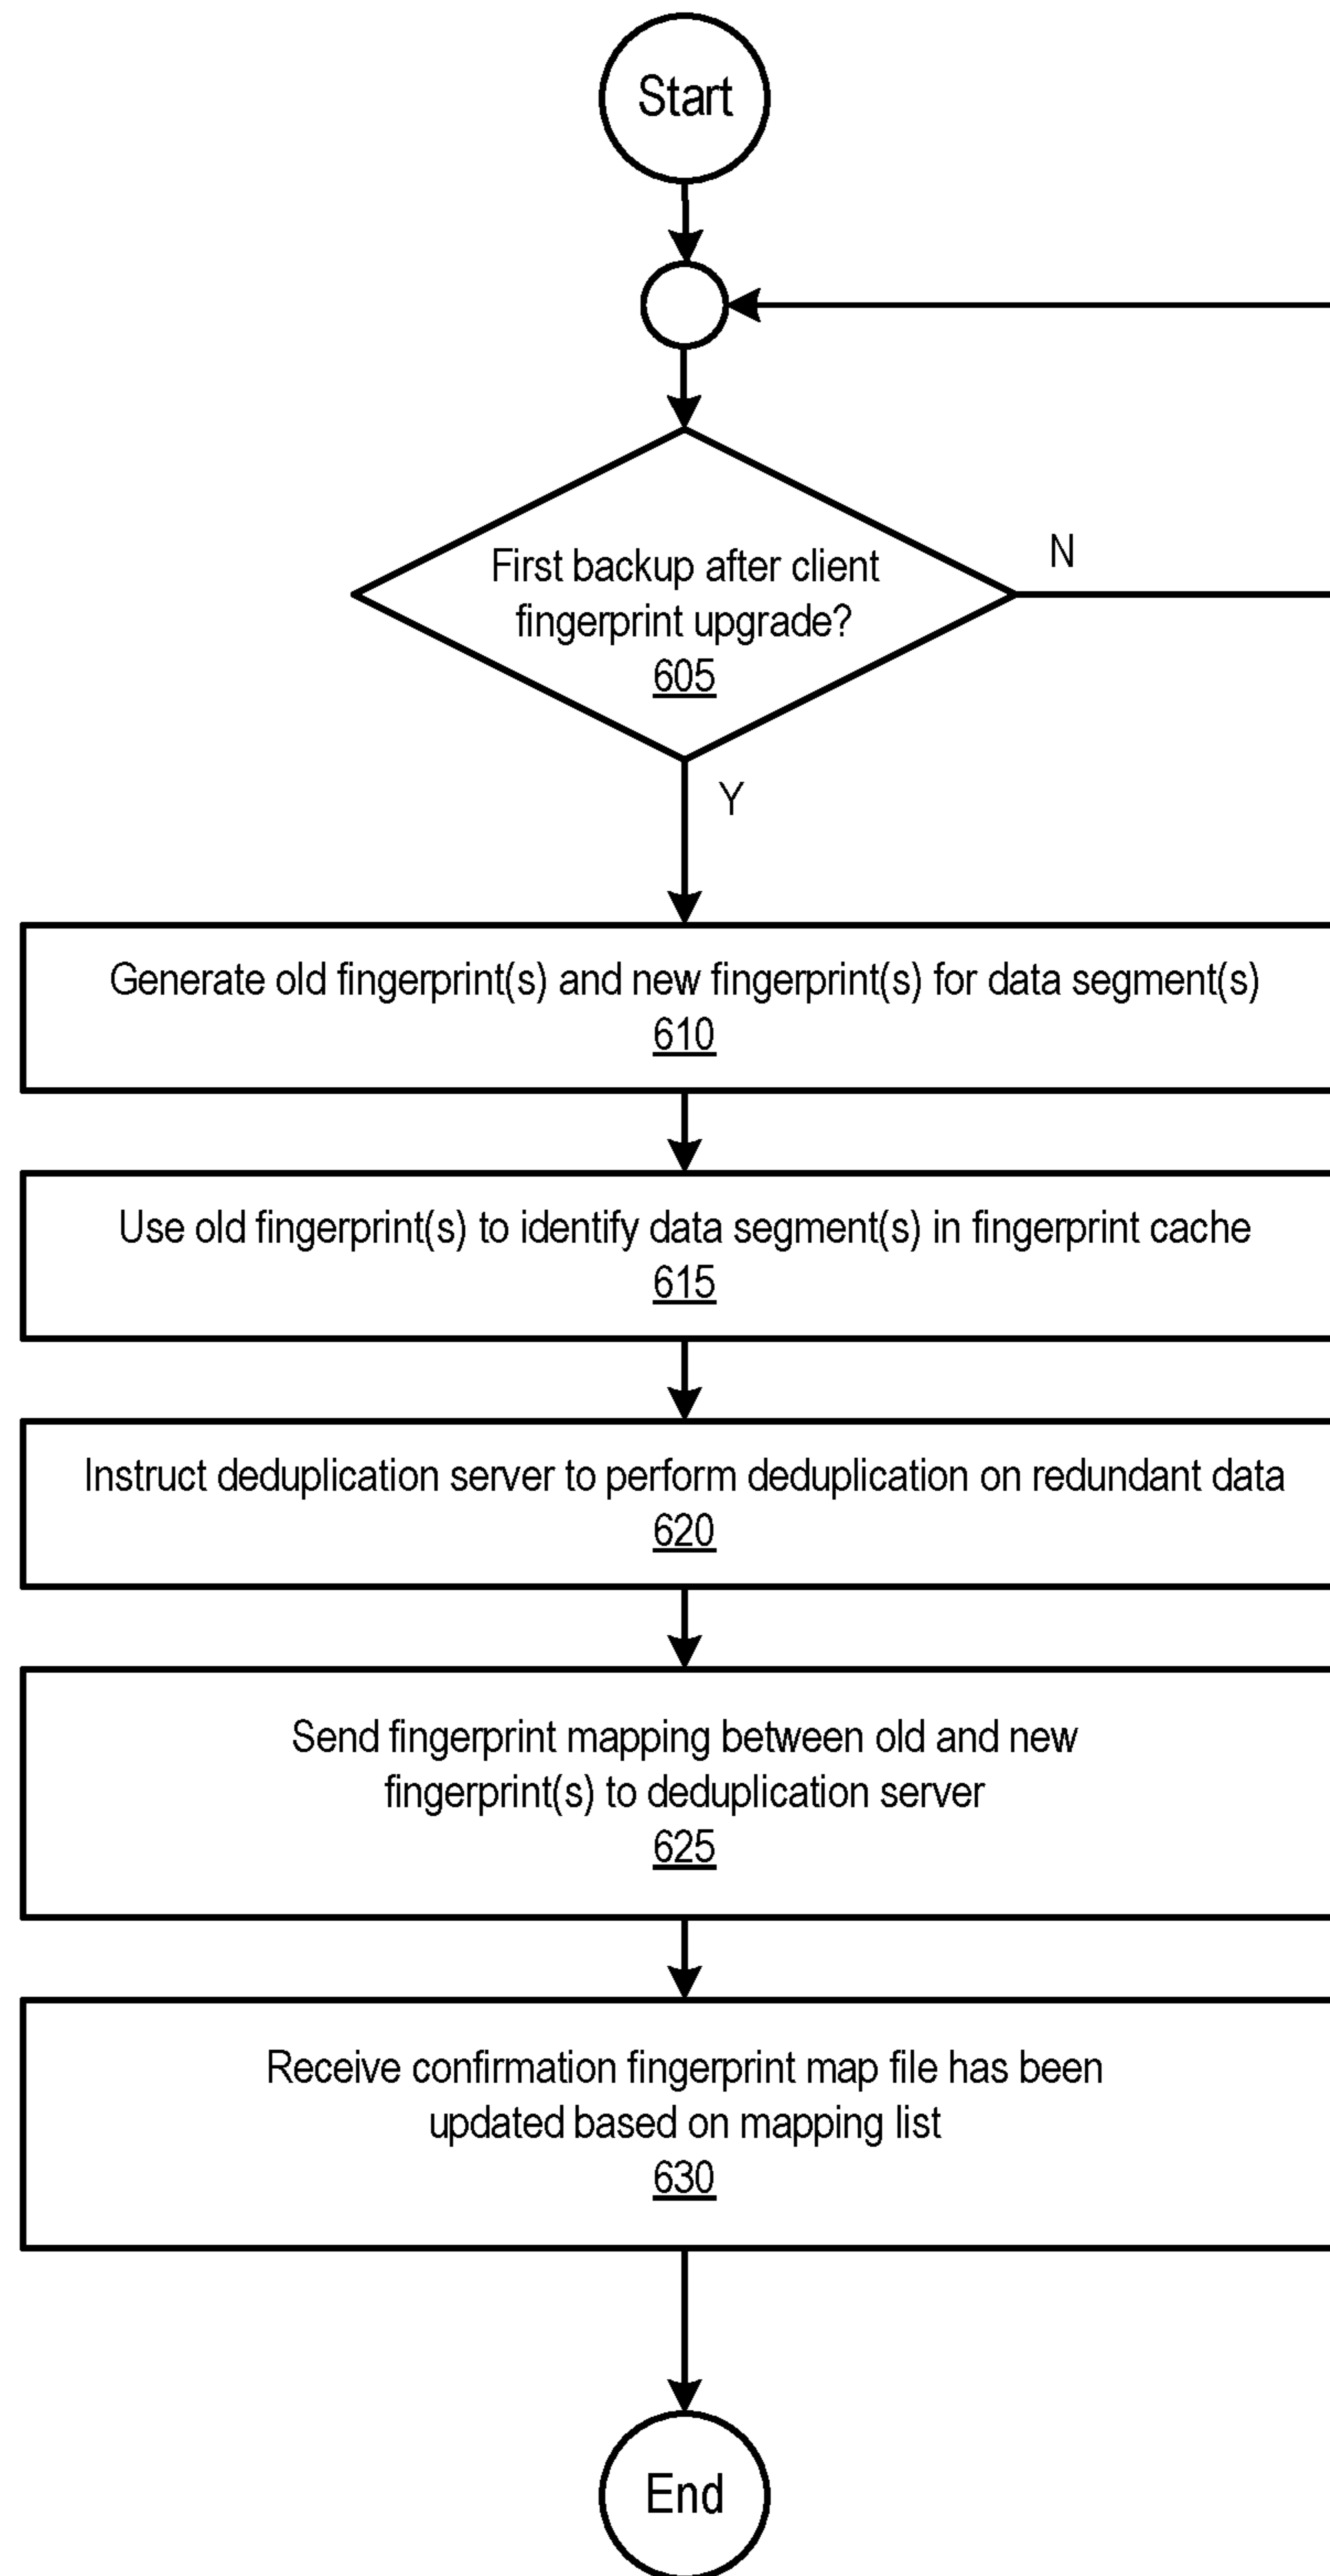 Start
First backup after client
fingerprint upgrade?
605
N
Y
Generate old fingerprint(s) and new fingerprint(s) for data segment(s)
610
Use old fingerprint(s) to identify data segment(s) in fingerprint cache
615
Instruct deduplication server to perform deduplication on redundant data
620
Send fingerprint mapping between old and new
fingerprint(s) to deduplication server
625
Receive confirmation fingerprint map file has been
updated based on mapping list
630
End